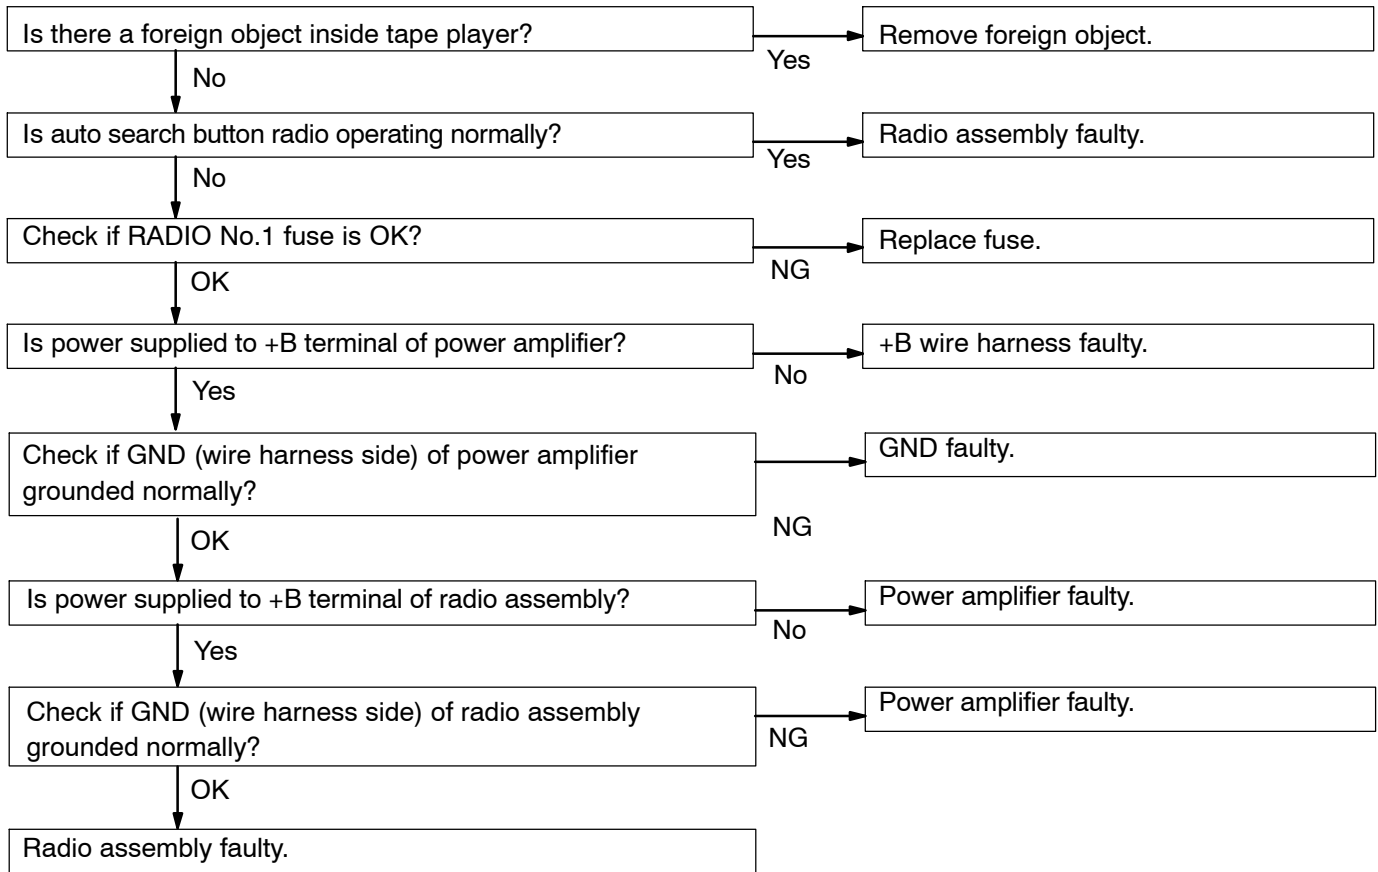 Is there a foreign object inside tape player?
Yes
Remove foreign object.
No
Is auto search button radio operating normally?
Yes
Radio assembly faulty.
No
Check if RADIO No.1 fuse is OK?
NG
Replace fuse.
OK
Is power supplied to +B terminal of power amplifier?
No
+B wire harness faulty.
Yes
Check if GND (wire harness side) of power amplifier
grounded normally?
NG
GND faulty.
OK
Is power supplied to +B terminal of radio assembly?
No
Power amplifier faulty.
Yes
Check if GND (wire harness side) of radio assembly
grounded normally?
NG
Power amplifier faulty.
OK
Radio assembly faulty.